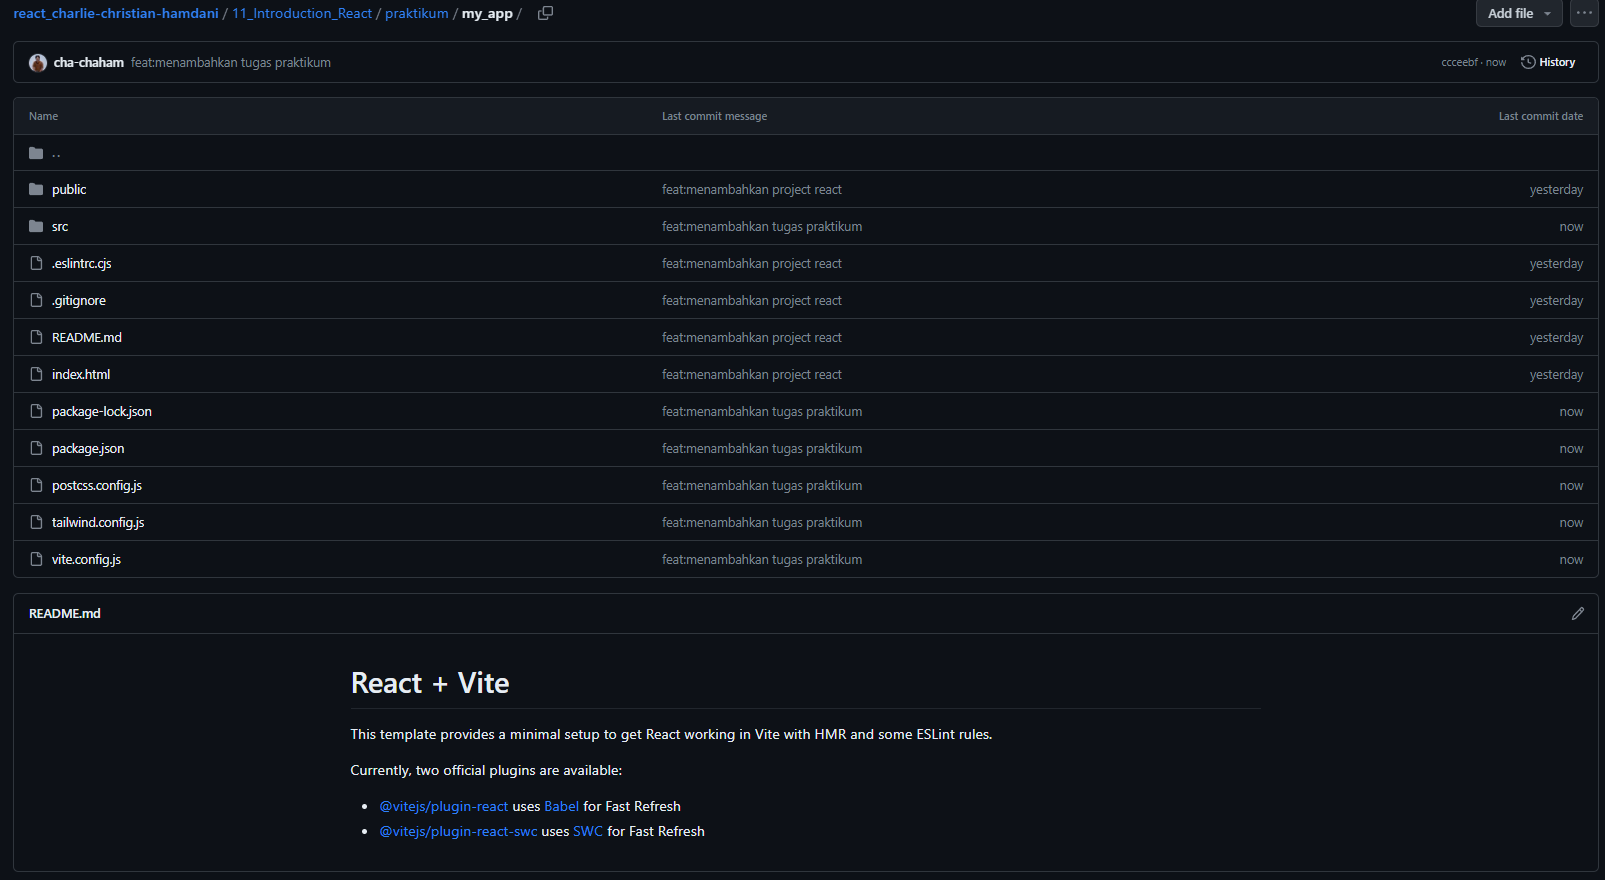 react_charlie-christian-hamdani / 11_Introduction_React / praktikum / my_app / Add file ...
cha-chaham feat:menambahkan tugas praktikum ccceebf · now History
Name Last commit message Last commit date
..
public feat:menambahkan project react yesterday
src feat:menambahkan tugas praktikum now
.eslintrc.cjs feat:menambahkan project react yesterday
.gitignore feat:menambahkan project react yesterday
README.md feat:menambahkan project react yesterday
index.html feat:menambahkan project react yesterday
package-lock.json feat:menambahkan tugas praktikum now
package.json feat:menambahkan tugas praktikum now
postcss.config.js feat:menambahkan tugas praktikum now
tailwind.config.js feat:menambahkan tugas praktikum now
vite.config.js feat:menambahkan tugas praktikum now
README.md
React + Vite
This template provides a minimal setup to get React working in Vite with HMR and some ESLint rules.
Currently, two official plugins are available:
• @vitejs/plugin-react uses Babel for Fast Refresh
• @vitejs/plugin-react-swc uses SWC for Fast Refresh